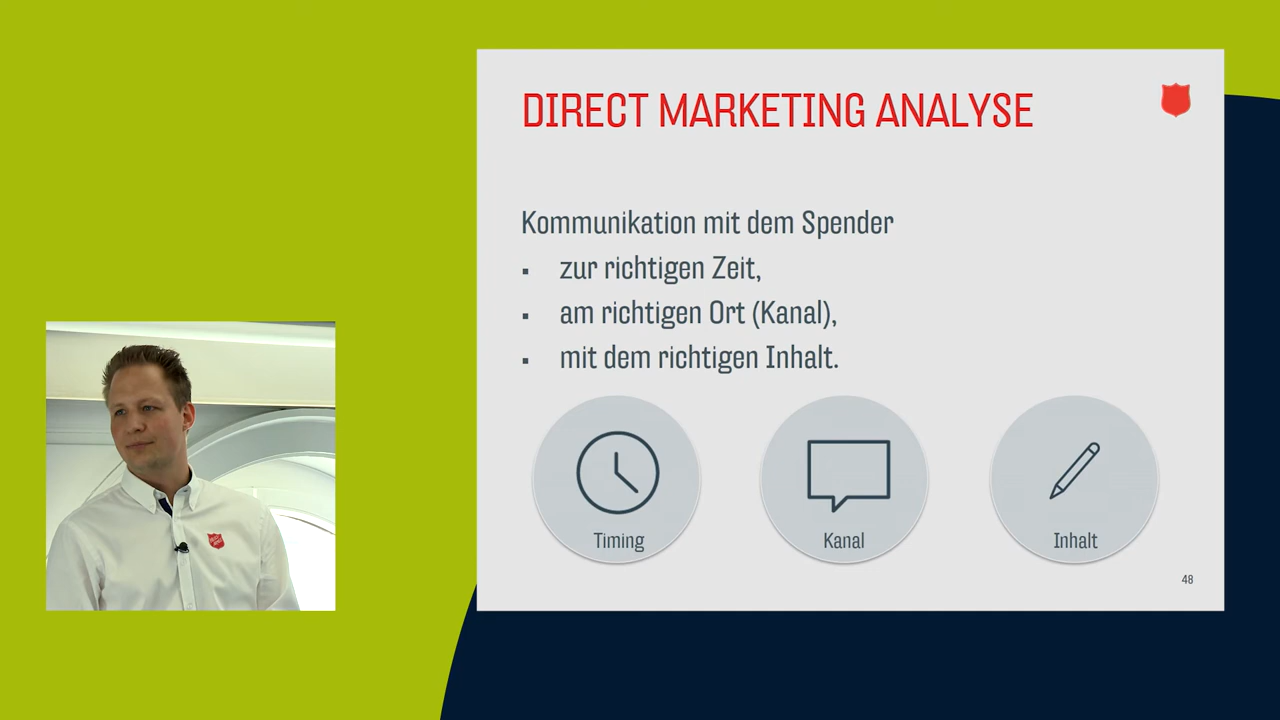 DIRECT MARKETING ANALYSE
Kommunikation mit dem Spender
▪ zur richtigen Zeit,
▪ am richtigen Ort (Kanal),
▪ mit dem richtigen Inhalt.
Timing
Kanal
Inhalt
48